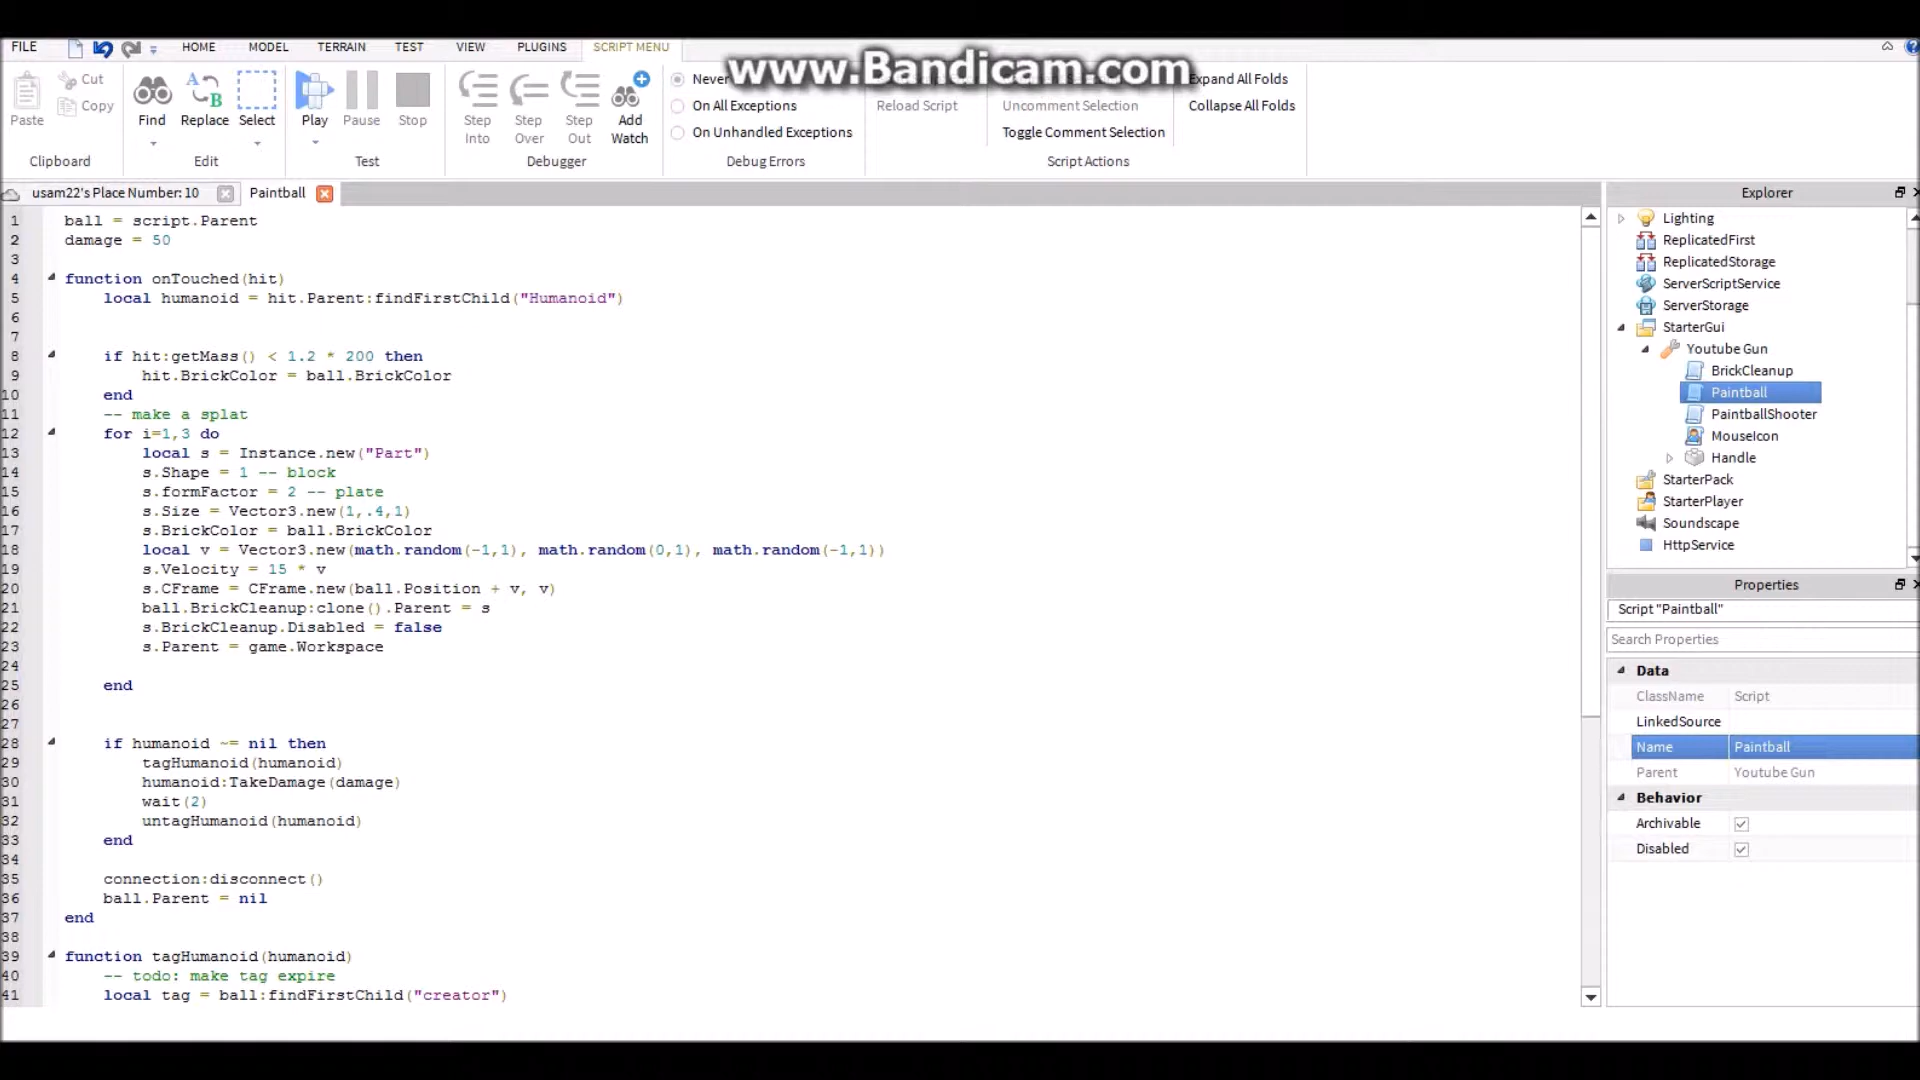 www.Bandicam.com
FILE HOME MODEL TERRAIN TEST VIEW PLUGINS SCRIPT MENU
Paste Cut Copy
Clipboard
Find Replace Select
Edit
Play Pause Stop
Test
Step Into Step Over Step Out Add Watch
Debugger
Never
On All Exceptions
On Unhandled Exceptions
Debug Errors
Reload Script
Uncomment Selection
Toggle Comment Selection
Expand All Folds
Collapse All Folds
Script Actions
usam22's Place Number: 10 Paintball
1 ball = script.Parent
2 damage = 50
3
4 function onTouched(hit)
5 local humanoid = hit.Parent:findFirstChild("Humanoid")
6
7
8 if hit:getMass() < 1.2 * 200 then
9 hit.BrickColor = ball.BrickColor
10 end
11 -- make a splat
12 for i=1,3 do
13 local s = Instance.new("Part")
14 s.Shape = 1 -- block
15 s.formFactor = 2 -- plate
16 s.Size = Vector3.new(1,.4,1)
17 s.BrickColor = ball.BrickColor
18 local v = Vector3.new(math.random(-1,1), math.random(0,1), math.random(-1,1))
19 s.Velocity = 15 * v
20 s.CFrame = CFrame.new(ball.Position + v, v)
21 ball.BrickCleanup:clone().Parent = s
22 s.BrickCleanup.Disabled = false
23 s.Parent = game.Workspace
24
25 end
26
27
28 if humanoid ~= nil then
29 tagHumanoid(humanoid)
30 humanoid:TakeDamage(damage)
31 wait(2)
32 untagHumanoid(humanoid)
33 end
34
35 connection:disconnect()
36 ball.Parent = nil
37 end
38
39 function tagHumanoid(humanoid)
40 -- todo: make tag expire
41 local tag = ball:findFirstChild("creator")
Explorer
Lighting
ReplicatedFirst
ReplicatedStorage
ServerScriptService
ServerStorage
StarterGui
Youtube Gun
BrickCleanup
Paintball
PaintballShooter
MouseIcon
Handle
StarterPack
StarterPlayer
Soundscape
HttpService
Properties
Script "Paintball"
Search Properties
Data
ClassName Script
LinkedSource
Name Paintball
Parent Youtube Gun
Behavior
Archivable
Disabled